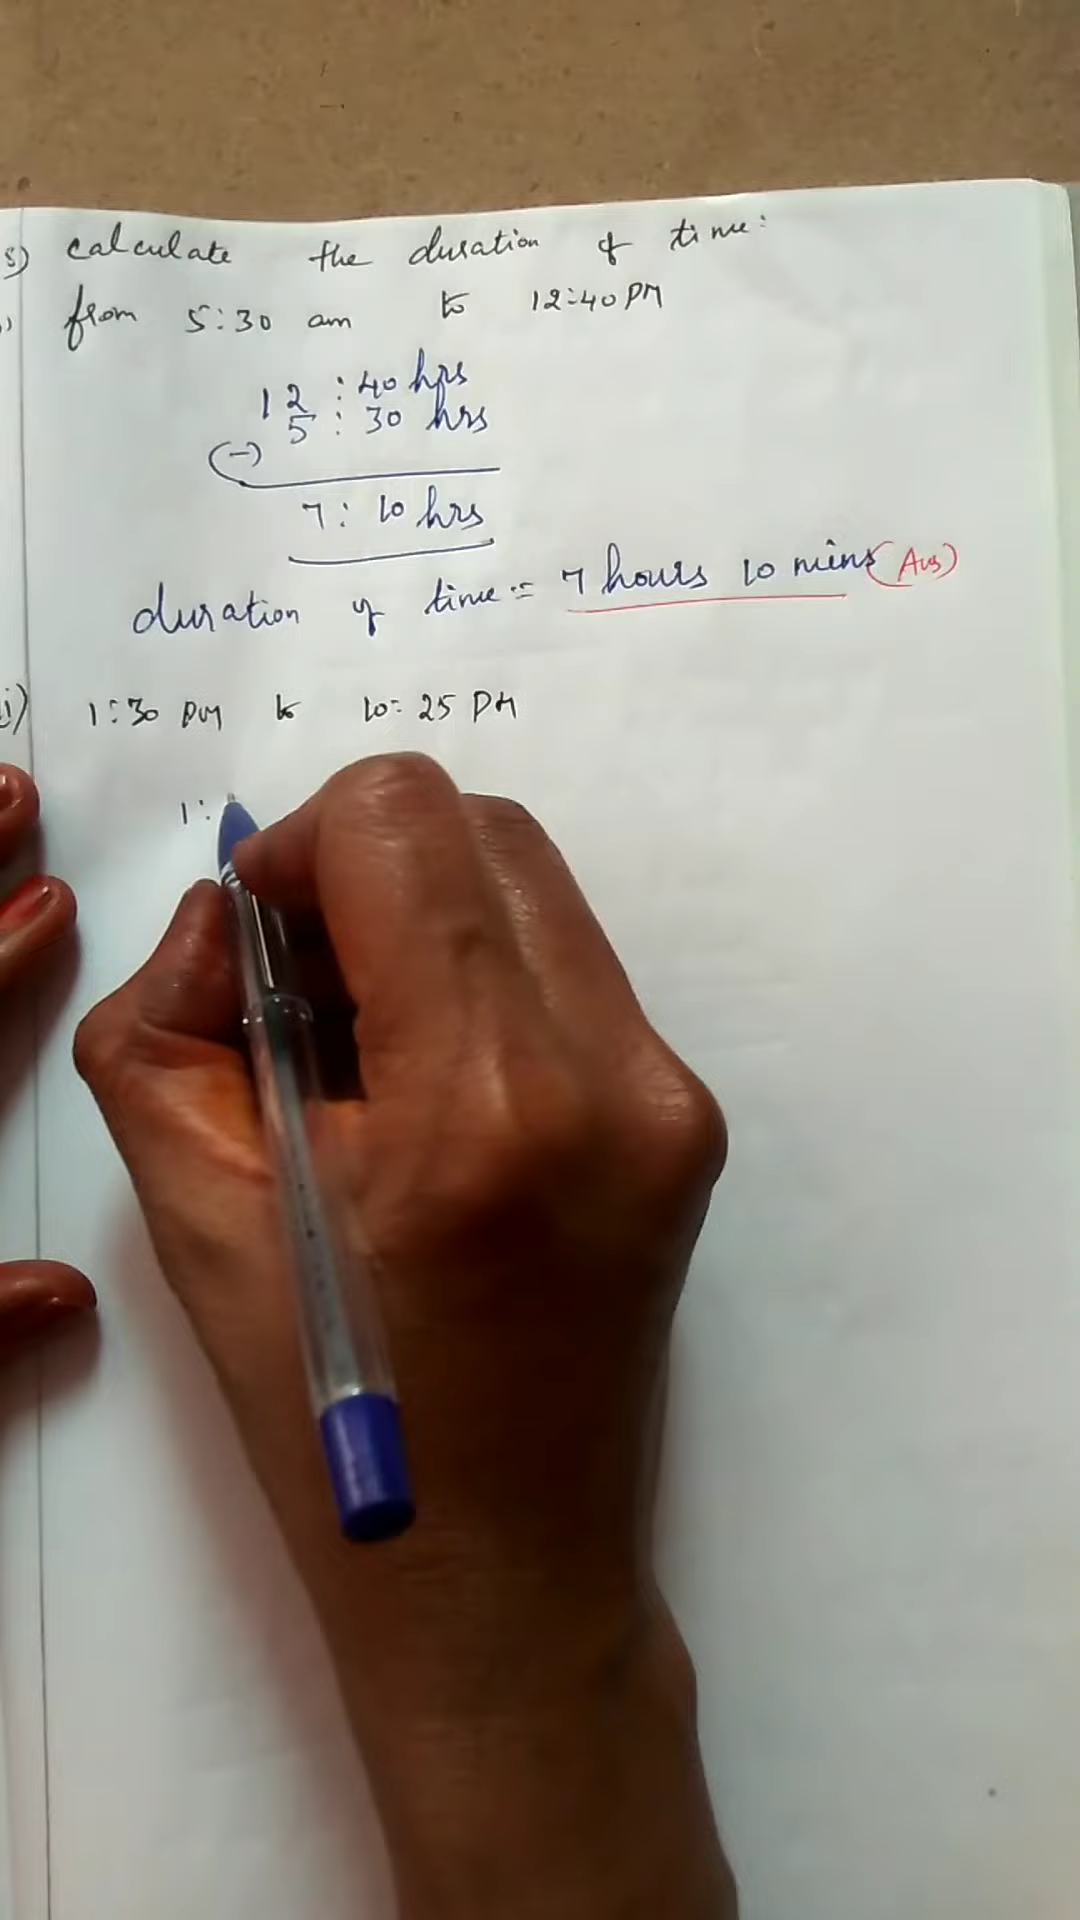 s) calculate the duration of time:
i) from 5:30 am to 12:40 PM
12 : 40 hrs
5 : 30 hrs
(-)
7 : 10 hrs
duration of time = 7 hours 10 mins (Ans)
ii) 1:30 PM to 10:25 PM
1: